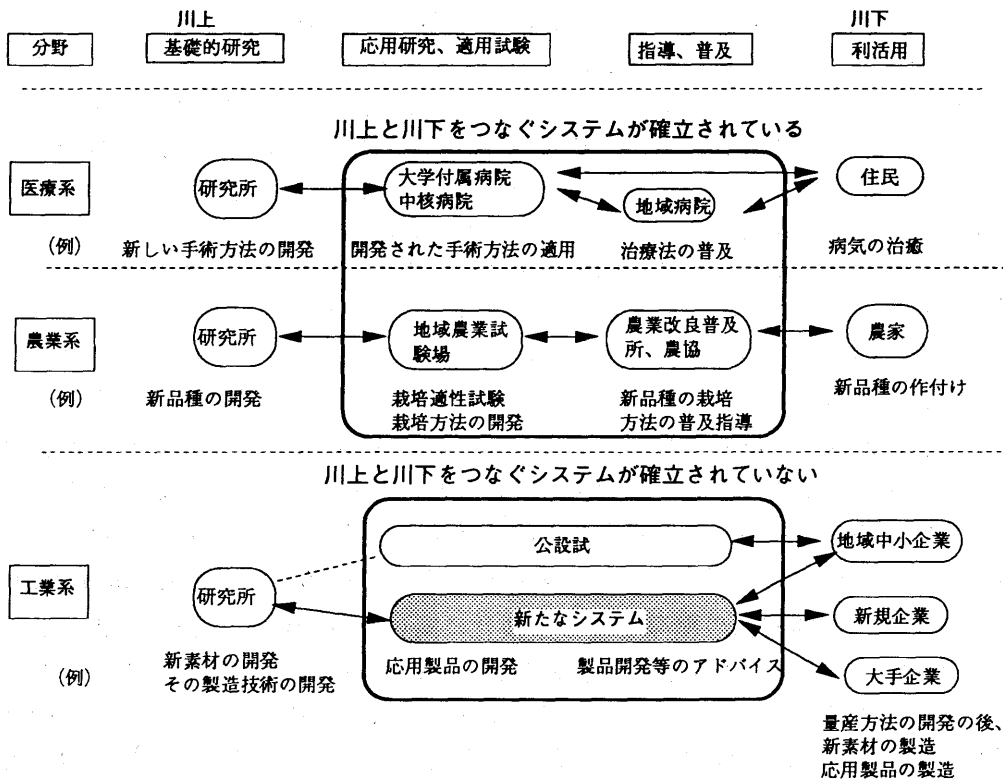 川上
川下
分野
基礎的研究
応用研究、適用試験
指導、普及
利活用
川上と川下をつなぐシステムが確立されている
医療系
研究所
大学付属病院
中核病院
地域病院
住民
(例)
新しい手術方法の開発
開発された手術方法の適用
治療法の普及
病気の治癒
農業系
研究所
地域農業試
験場
農業改良普及
所、農協
農家
(例)
新品種の開発
栽培適性試験
栽培方法の開発
新品種の栽培
方法の普及指導
新品種の作付け
川上と川下をつなぐシステムが確立されていない
工業系
研究所
公設試
新たなシステム
地域中小企業
新規企業
大手企業
(例)
新素材の開発
その製造技術の開発
応用製品の開発
製品開発等のアドバイス
量産方法の開発の後、
新素材の製造
応用製品の製造